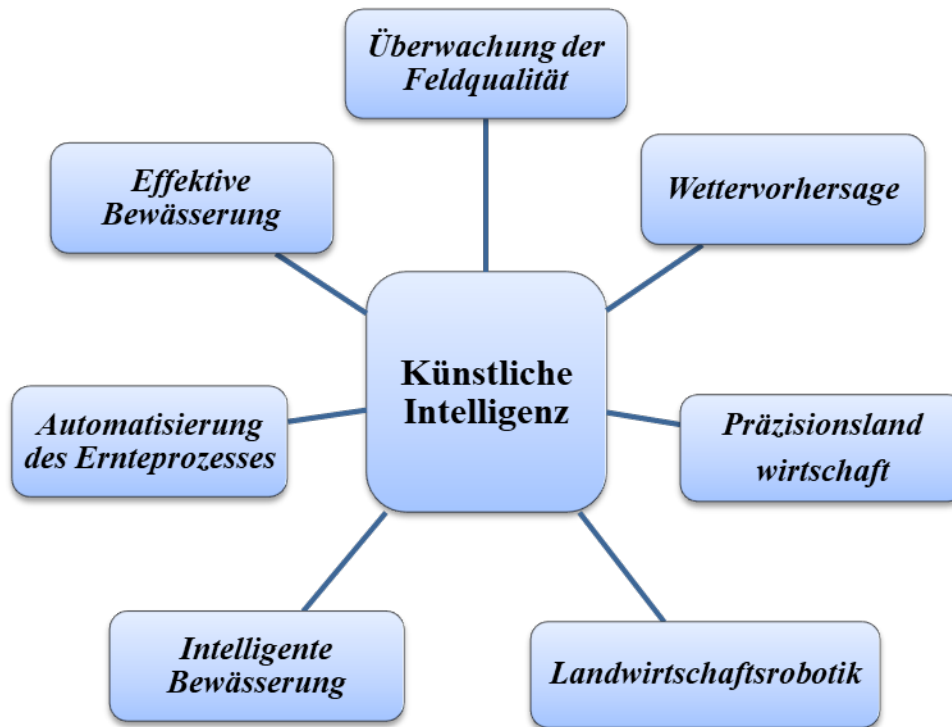 Überwachung der
Feldqualität
Effektive
Bewässerung
Wettervorhersage
Künstliche
Intelligenz
Automatisierung
des Ernteprozesses
Präzisionsland
wirtschaft
Intelligente
Bewässerung
Landwirtschaftsrobotik